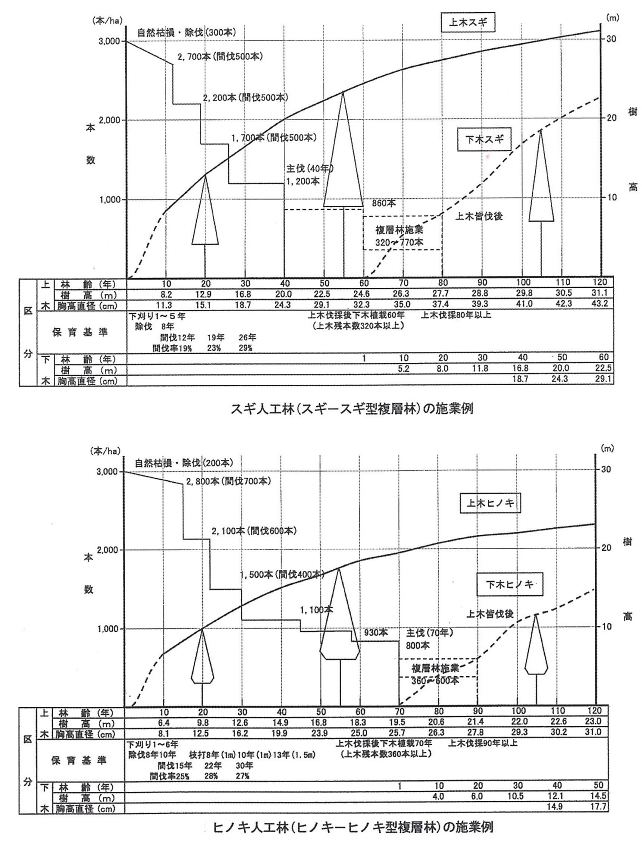 (本/ha)
(m)
自然枯損・除伐(300本)
上木スギ
3,000
30
2,700本(間伐500本)
2,200本(間伐500本)
2,000
20
本
数
樹
高
1,700本(間伐500本)
下木スギ
主伐(40年)
1,200本
1,000
10
860本
上木皆伐後
複層林施業
320~770本
区
分
上
木
林 齢(年) 10 20 30 40 50 60 70 80 90 100 110 120
樹 高(m) 8.2 12.9 16.8 20.0 22.5 24.6 26.3 27.7 28.8 29.8 30.5 31.1
胸高直径(cm) 11.3 15.1 18.7 24.3 29.1 32.3 35.0 37.4 39.3 41.0 42.3 43.2
保 育 基 準
下刈り1~5年
除伐 8年
間伐12年 19年 26年
間伐率19% 23% 29%
上木伐採後下木植栽60年 上木伐採80年以上
(上木残本数320本以上)
下
木
林 齢(年) 1 10 20 30 40 50 60
樹 高(m) 5.2 8.0 11.8 16.8 20.0 22.5
胸高直径(cm) 18.7 24.3 29.1
スギ人工林(スギースギ型複層林)の施業例
(本/ha)
(m)
自然枯損・除伐(200本)
3,000
30
2,800本(間伐700本)
上木ヒノキ
2,100本(間伐600本)
2,000
20
本
数
樹
高
1,500本(間伐400本)
下木ヒノキ
1,100本
上木皆伐後
1,000
10
930本
主伐(70年)
800本
複層林施業
360~600本
区
分
上
木
林 齢(年) 10 20 30 40 50 60 70 80 90 100 110 120
樹 高(m) 6.4 9.8 12.6 14.9 16.8 18.3 19.5 20.6 21.4 22.0 22.6 23.0
胸高直径(cm) 8.1 12.5 16.2 19.9 23.9 25.0 25.7 26.3 27.8 29.3 30.2 31.0
保 育 基 準
下刈り1~6年
除伐8年10年 枝打8年(1m)10年(1m)13年(1.5m)
間伐15年 22年 30年
間伐率25% 28% 27%
上木伐採後下木植栽70年 上木伐採90年以上
(上木残本数360本以上)
下
木
林 齢(年) 1 10 20 30 40 50
樹 高(m) 4.0 6.0 10.5 12.1 14.5
胸高直径(cm) 14.9 17.7
ヒノキ人工林(ヒノキーヒノキ型複層林)の施業例